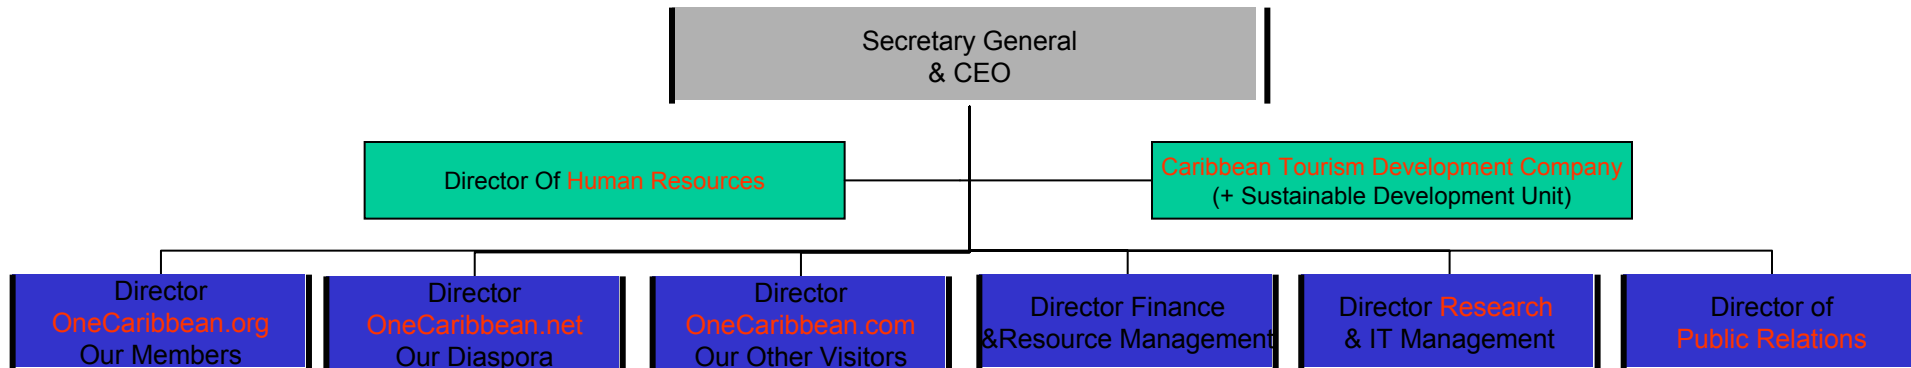 Secretary General
& CEO
Director Of Human Resources
Caribbean Tourism Development Company
(+ Sustainable Development Unit)
Director
OneCaribbean.org
Our Members
Director
OneCaribbean.net
Our Diaspora
Director
OneCaribbean.com
Our Other Visitors
Director Finance
&Resource Management
Director Research
& IT Management
Director of
Public Relations